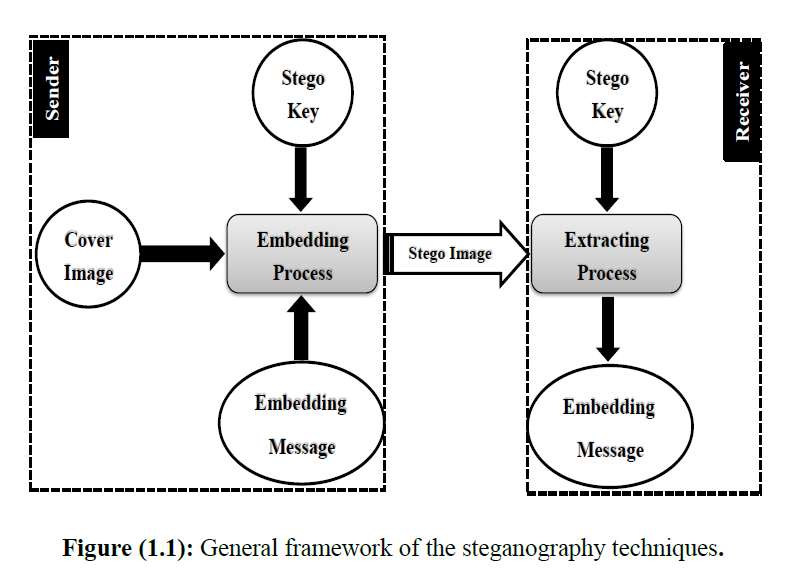 Sender
Stego
Key
Cover
Image
Embedding
Process
Embedding
Message
Stego Image
Receiver
Stego
Key
Extracting
Process
Embedding
Message
Figure (1.1): General framework of the steganography techniques.